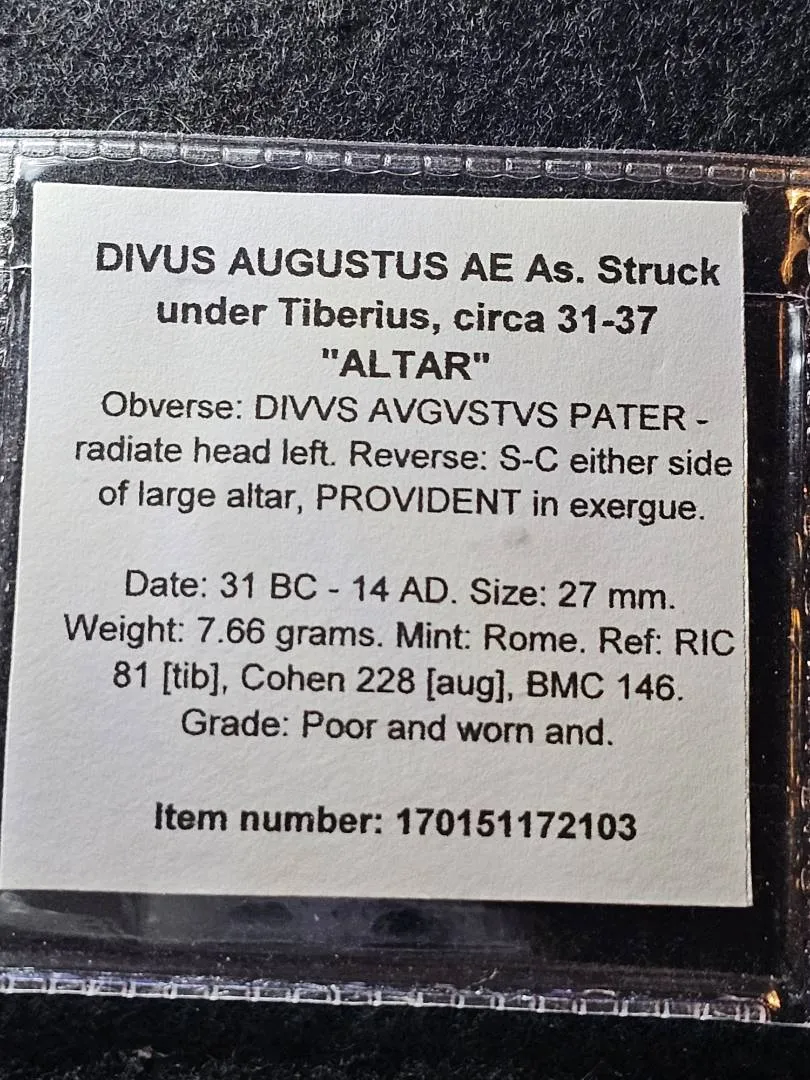 DIVUS AUGUSTUS AE As. Struck
under Tiberius, circa 31-37
"ALTAR"
Obverse: DIVVS AVGVSTVS PATER -
radiate head left. Reverse: S-C either side
of large altar, PROVIDENT in exergue.
Date: 31 BC - 14 AD. Size: 27 mm.
Weight: 7.66 grams. Mint: Rome. Ref: RIC
81 [tib], Cohen 228 [aug], BMC 146.
Grade: Poor and worn and.
Item number: 170151172103